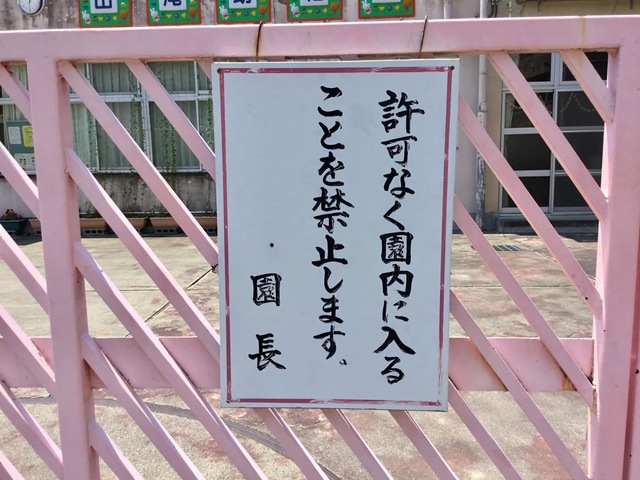 許可なく園内に入る
ことを禁止します。
園長